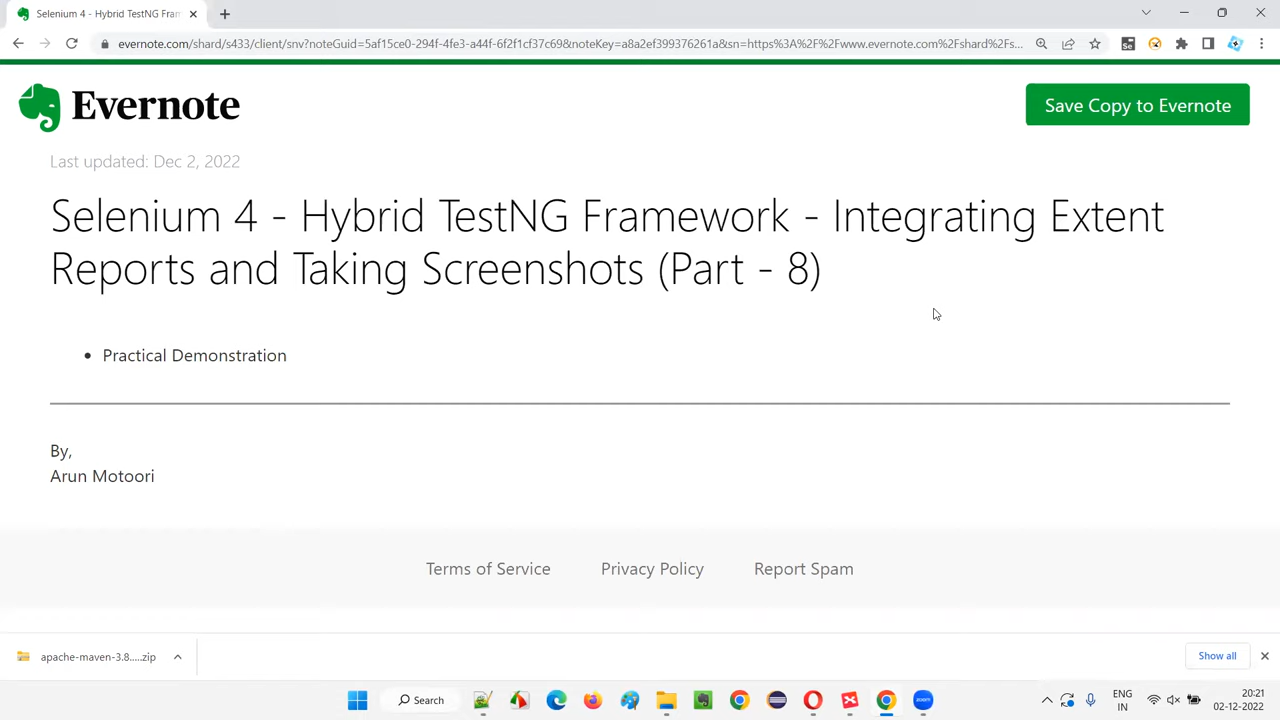 Selenium 4 - Hybrid TestNG Fram
evernote.com/shard/s433/client/snv?noteGuid=5af15ce0-294f-4fe3-a44f-6f2f1cf37c69&noteKey=a8a2ef399376261a&sn=https%3A%2F%2Fwww.evernote.com%2Fshard%2Fs...
Evernote
Save Copy to Evernote
Last updated: Dec 2, 2022
Selenium 4 - Hybrid TestNG Framework - Integrating Extent
Reports and Taking Screenshots (Part - 8)
• Practical Demonstration
By,
Arun Motoori
Terms of Service Privacy Policy Report Spam
apache-maven-3.8.....zip
Show all
Search
zoom
ENG
IN
20:21
02-12-2022